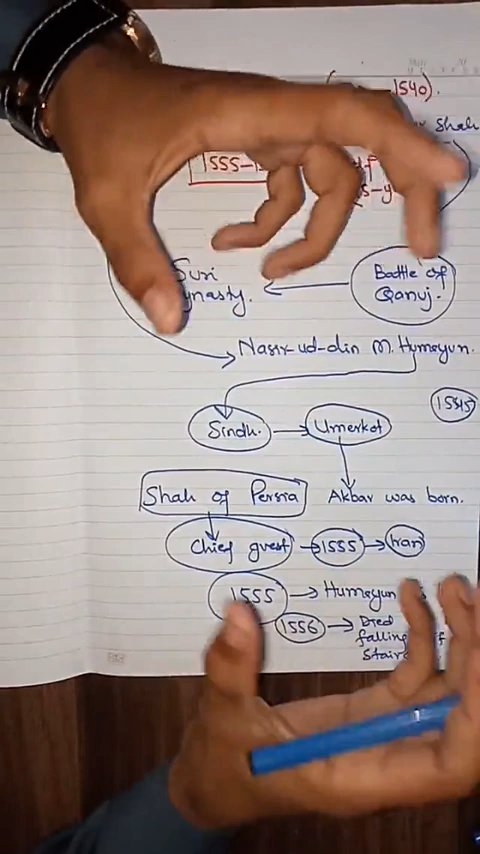 1540).
Shah
1555-
s-y
Suri
ynasty.
Battle of
Qanuj.
Nasir-ud-din M. Humayun.
1545
Sindh.
Umerkot
Shah of Persia
Akbar was born.
Chief guest
1555
Iran
1555
Humayun
1556
Died
falling
Stair